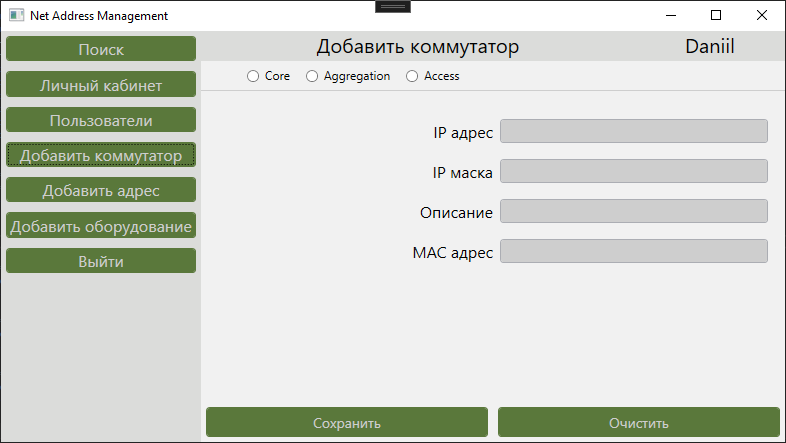 Net Address Management
Поиск
Личный кабинет
Пользователи
Добавить коммутатор
Добавить адрес
Добавить оборудование
Выйти
Добавить коммутатор
Daniil
Core Aggregation Access
IP адрес
IP маска
Описание
MAC адрес
Сохранить
Очистить